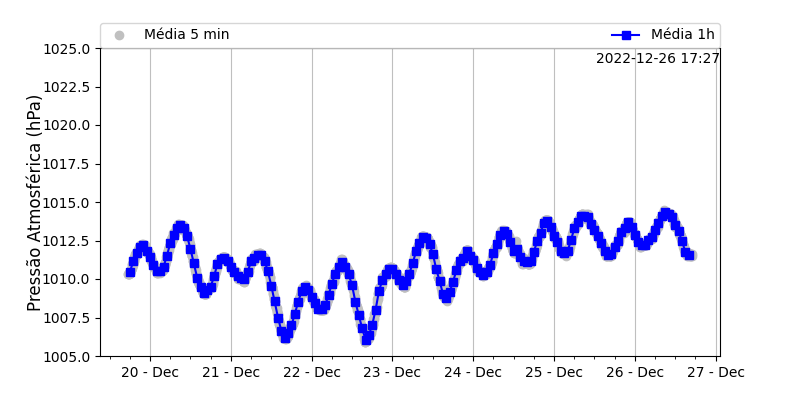 Média 5 min
Média 1h
2022-12-26 17:27
Pressão Atmosférica (hPa)
1025.0
1022.5
1020.0
1017.5
1015.0
1012.5
1010.0
1007.5
1005.0
20 - Dec
21 - Dec
22 - Dec
23 - Dec
24 - Dec
25 - Dec
26 - Dec
27 - Dec